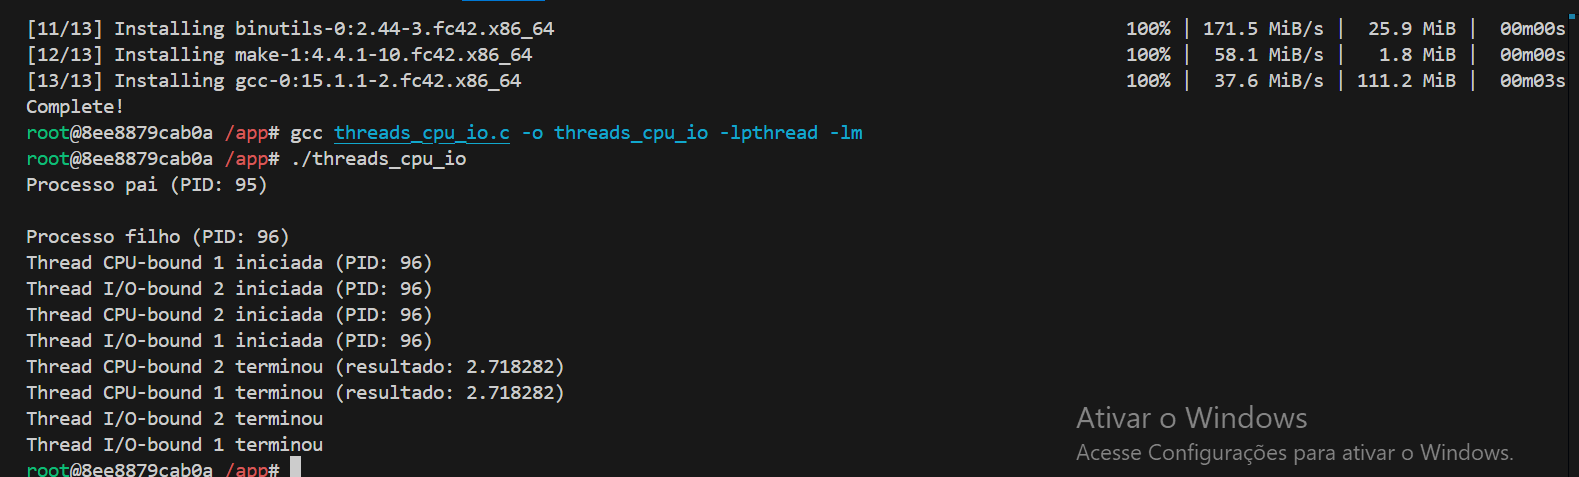 [11/13] Installing binutils-0:2.44-3.fc42.x86_64 100% | 171.5 MiB/s | 25.9 MiB | 00m00s
[12/13] Installing make-1:4.4.1-10.fc42.x86_64 100% | 58.1 MiB/s | 1.8 MiB | 00m00s
[13/13] Installing gcc-0:15.1.1-2.fc42.x86_64 100% | 37.6 MiB/s | 111.2 MiB | 00m03s
Complete!
root@8ee8879cab0a /app# gcc threads_cpu_io.c -o threads_cpu_io -lpthread -lm
root@8ee8879cab0a /app# ./threads_cpu_io
Processo pai (PID: 95)
Processo filho (PID: 96)
Thread CPU-bound 1 iniciada (PID: 96)
Thread I/O-bound 2 iniciada (PID: 96)
Thread CPU-bound 2 iniciada (PID: 96)
Thread I/O-bound 1 iniciada (PID: 96)
Thread CPU-bound 2 terminou (resultado: 2.718282)
Thread CPU-bound 1 terminou (resultado: 2.718282)
Thread I/O-bound 2 terminou
Thread I/O-bound 1 terminou
root@8ee8879cab0a /app#
Ativar o Windows
Acesse Configurações para ativar o Windows.